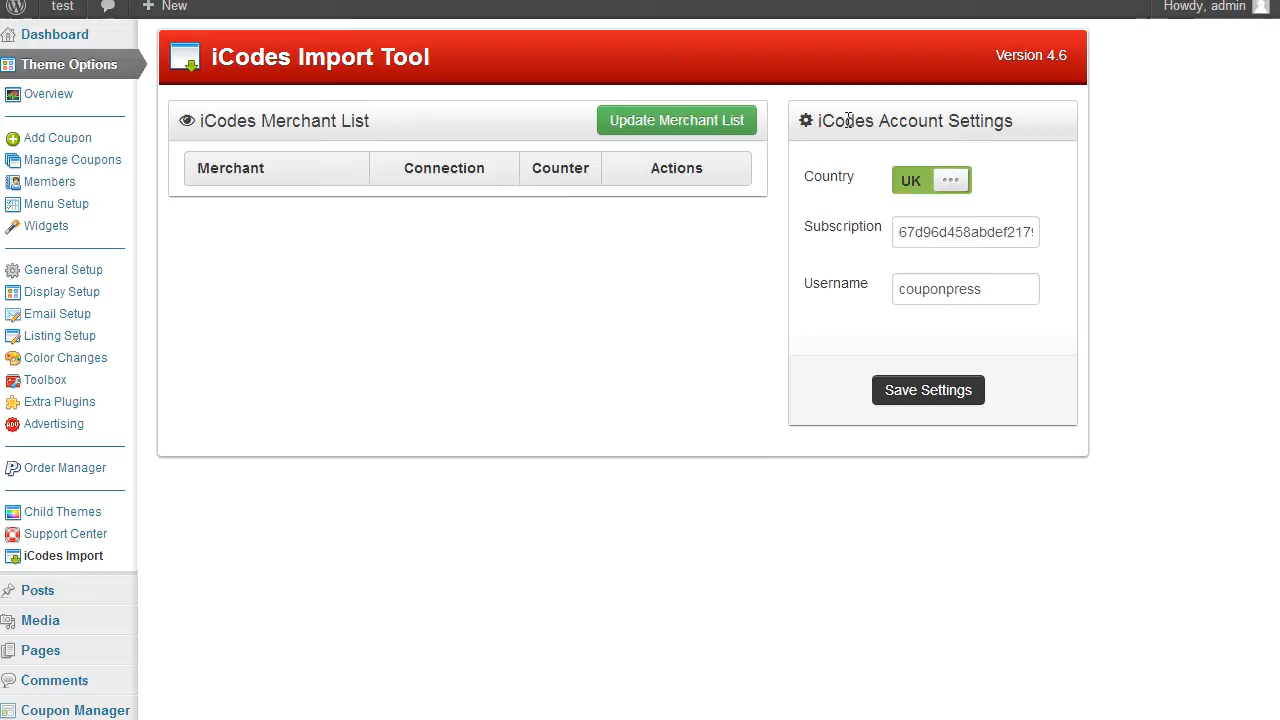 test
New
Howdy, admin
Dashboard
Theme Options
Overview
Add Coupon
Manage Coupons
Members
Menu Setup
Widgets
General Setup
Display Setup
Email Setup
Listing Setup
Color Changes
Toolbox
Extra Plugins
Advertising
Order Manager
Child Themes
Support Center
iCodes Import
Posts
Media
Pages
Comments
Coupon Manager
iCodes Import Tool
Version 4.6
iCodes Merchant List
Update Merchant List
Merchant Connection Counter Actions
iCodes Account Settings
Country UK
Subscription 67d96d458abdef2179
Username couponpress
Save Settings